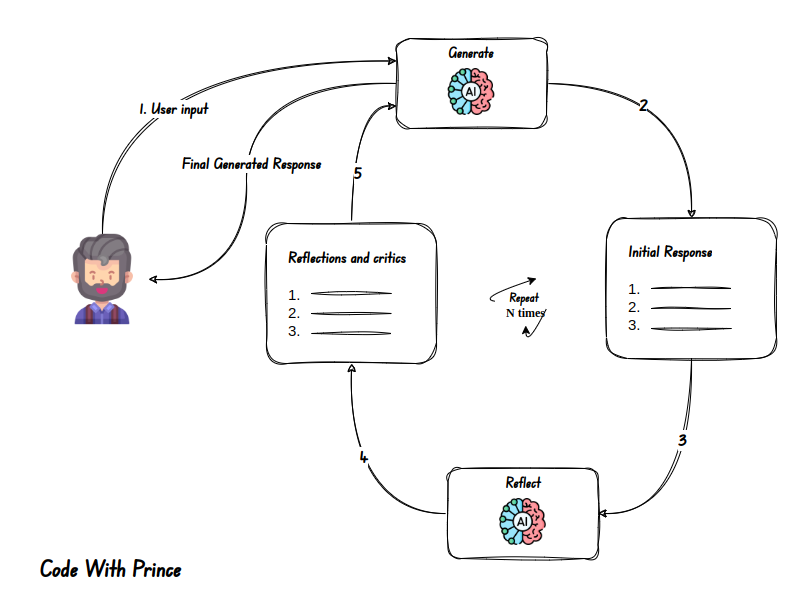 Generate
AI
1. User input
2
Final Generated Response
5
Reflections and critics
1.
2.
3.
Initial Response
1.
2.
3.
Repeat
N times
3
4
Reflect
AI
Code With Prince